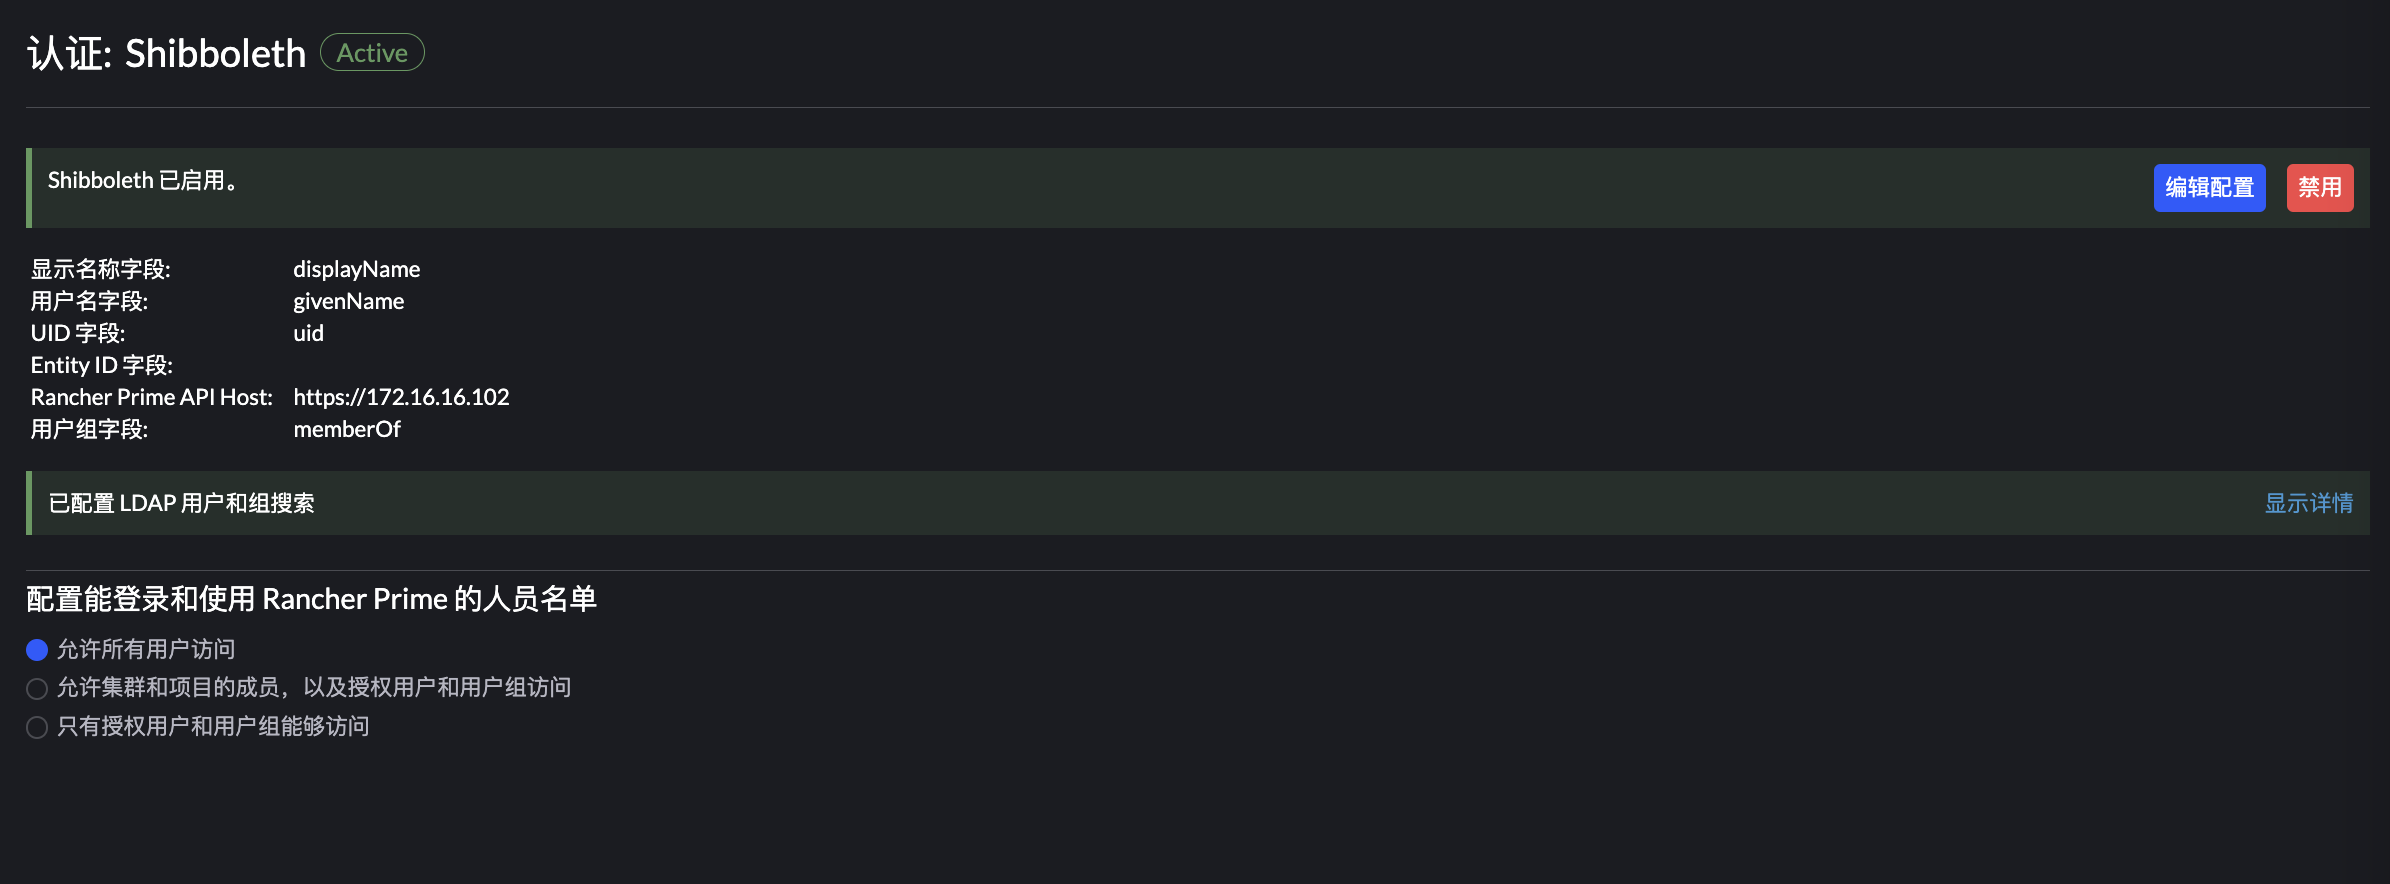 认证: Shibboleth Active
Shibboleth 已启用。 编辑配置 禁用
显示名称字段: displayName
用户名字段: givenName
UID 字段: uid
Entity ID 字段:
Rancher Prime API Host: https://172.16.16.102
用户组字段: memberOf
已配置 LDAP 用户和组搜索 显示详情
配置能登录和使用 Rancher Prime 的人员名单
允许所有用户访问
允许集群和项目的成员，以及授权用户和用户组访问
只有授权用户和用户组能够访问